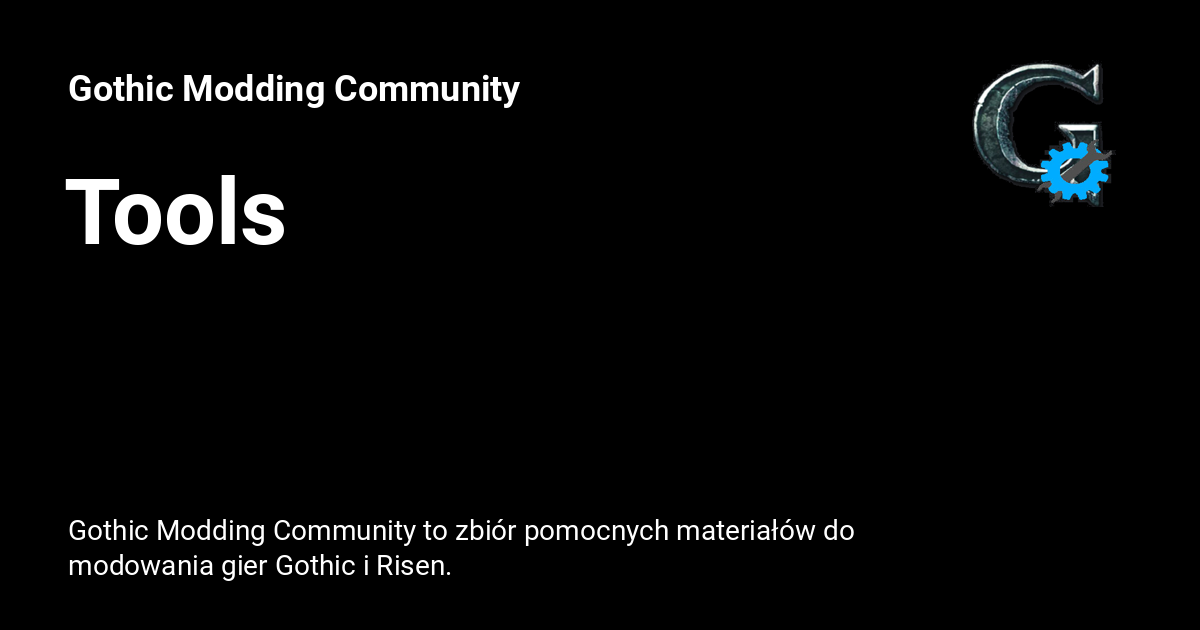 Gothic Modding Community
Tools
Gothic Modding Community to zbiór pomocnych materiałów do
modowania gier Gothic i Risen.